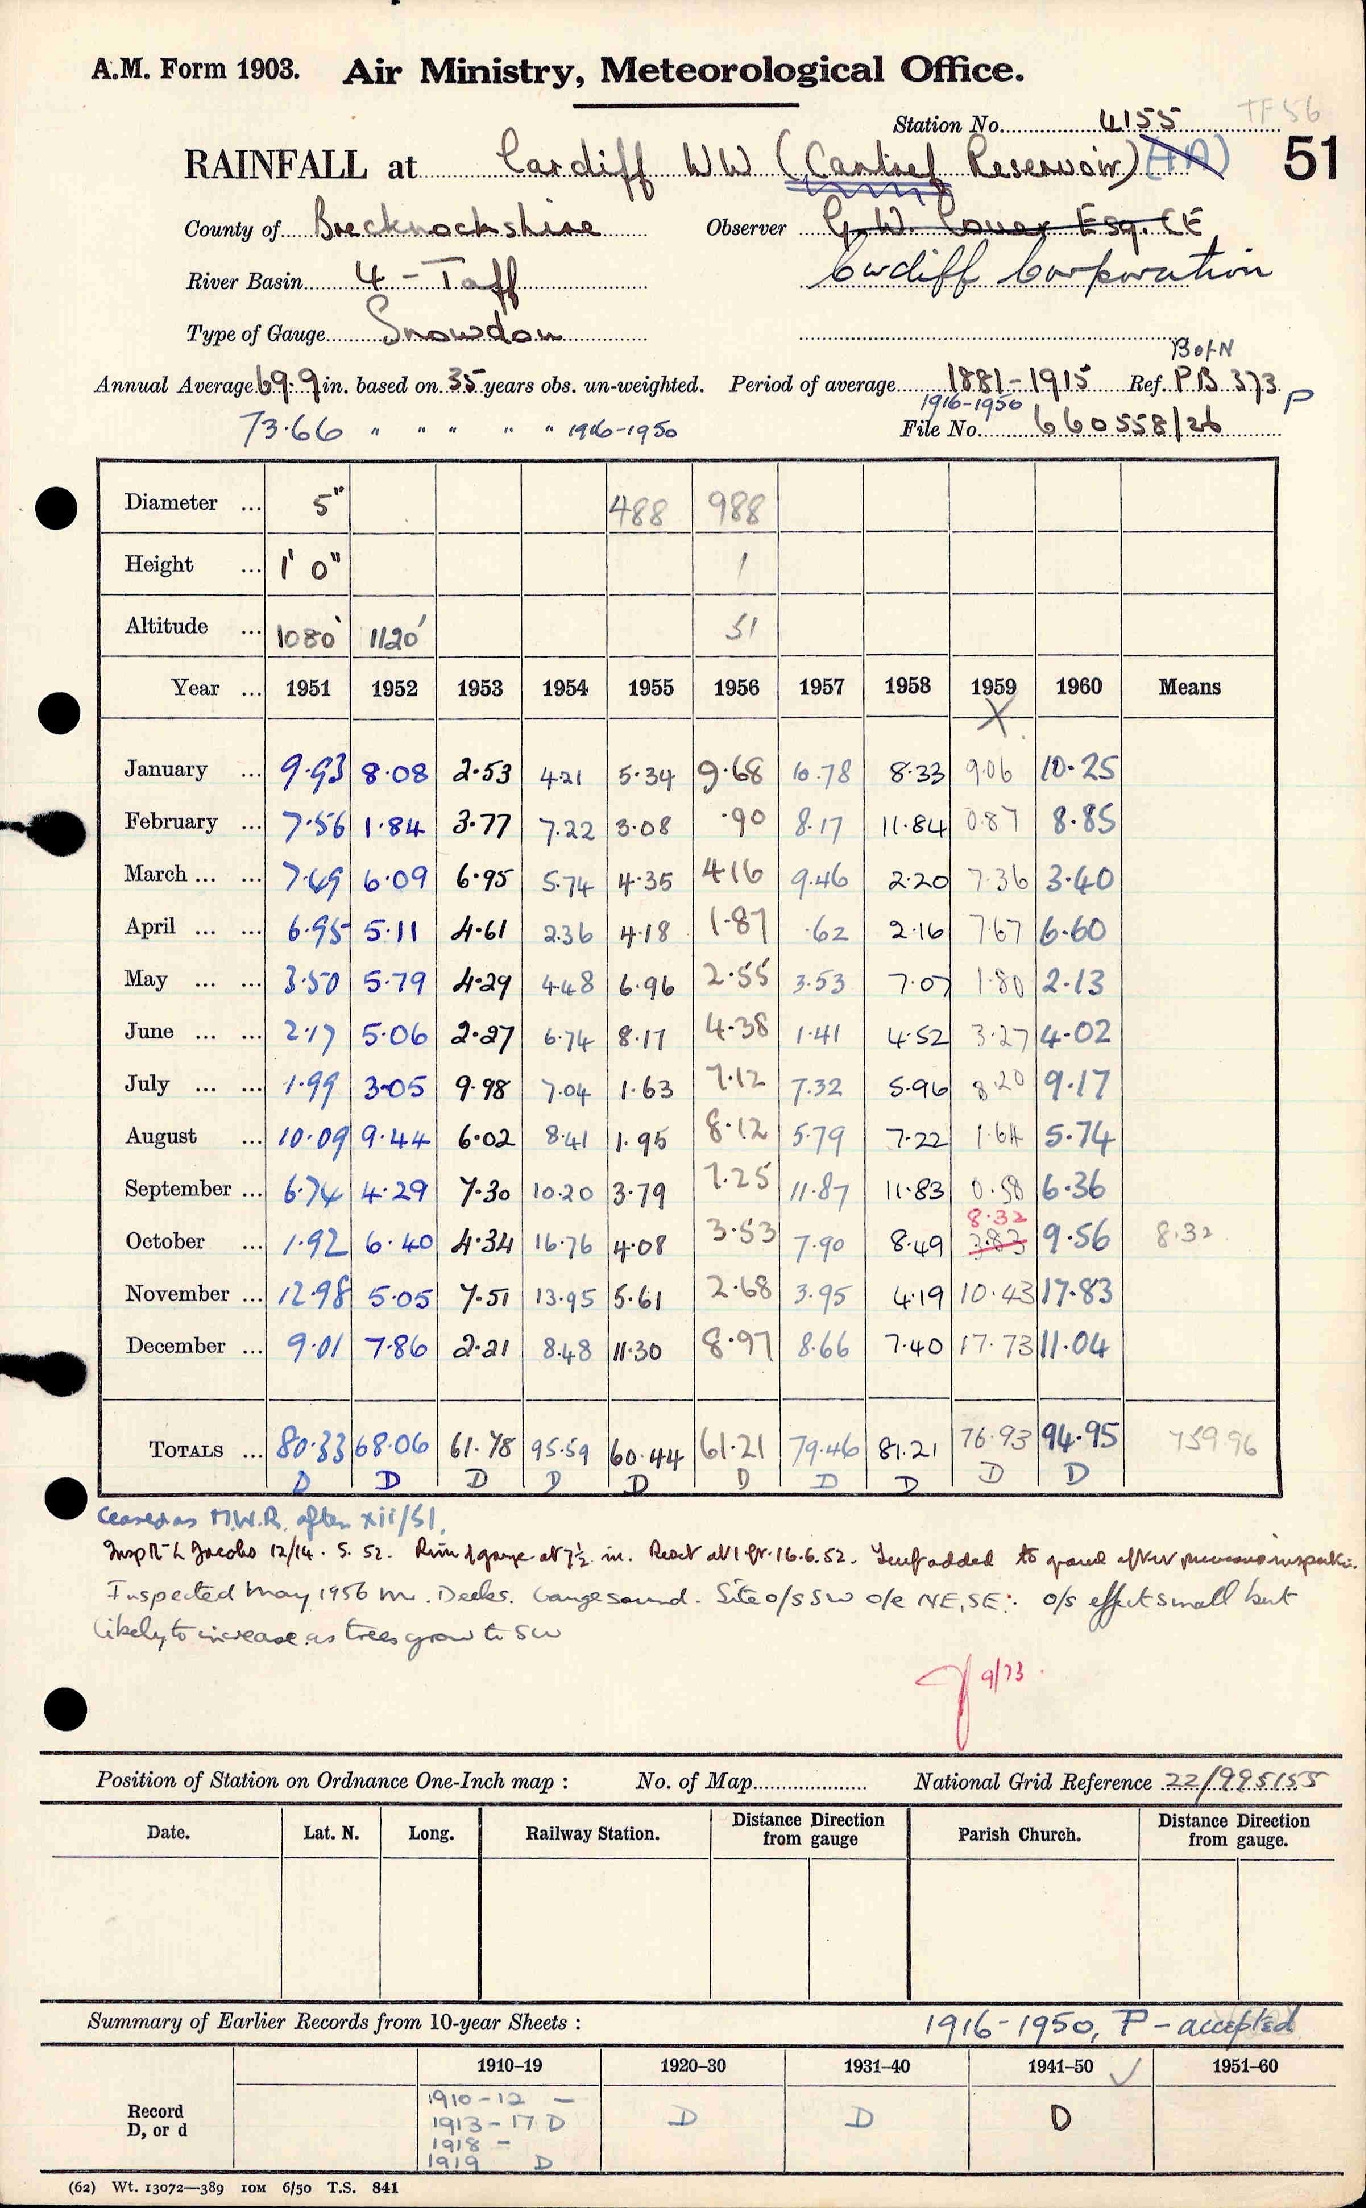 A.M. Form 1903. Air Ministry, Meteorological Office.
Station No. 4155 TF56
RAINFALL at Cardiff WW (Cantref Reservoir) 51
County of Brecknockshire Observer G.W. Esq. CE
River Basin 4 - Taff Cardiff Corporation
Type of Gauge Snowdon
BofN
Annual Average 69.9 in. based on 35 years obs. un-weighted. Period of average 1881-1915 Ref. PB 373 P
1916-1950
73.66 " " " " " 1916-1950 File No. 660558/26
Diameter ... 5" 488 988
Height ... 1' 0" 1
Altitude ... 1080' 1120' 51
Year ... 1951 1952 1953 1954 1955 1956 1957 1958 1959 1960 Means
X
January ... 9.93 8.08 2.53 4.21 5.34 9.68 10.78 8.33 9.06 10.25
February ... 7.56 1.84 3.77 7.22 3.08 .90 8.17 11.84 0.87 8.85
March ... ... 7.49 6.09 6.95 5.74 4.35 4.16 9.46 2.20 7.36 3.40
April ... ... 6.95 5.11 4.61 2.36 4.18 1.87 .62 2.16 7.67 6.60
May ... ... 3.50 5.79 4.29 4.48 6.96 2.55 3.53 7.07 1.80 2.13
June ... ... 2.17 5.06 2.27 6.74 8.17 4.38 1.41 4.52 3.27 4.02
July ... ... 1.99 3.05 9.98 7.04 1.63 7.12 7.32 5.96 8.20 9.17
August ... 10.09 9.44 6.02 8.41 1.95 8.12 5.79 7.22 1.64 5.74
September ... 6.74 4.29 7.30 10.20 3.79 7.25 11.87 11.83 0.58 6.36
8.32
October ... 1.92 6.40 4.34 16.76 4.08 3.53 7.90 8.49 3.83 9.56 8.32
November ... 12.98 5.05 7.51 13.95 5.61 2.68 3.95 4.19 10.43 17.83
December ... 9.01 7.86 2.21 8.48 11.30 8.97 8.66 7.40 17.73 11.04
TOTALS ... 80.33 68.06 61.78 95.59 60.44 61.21 79.46 81.21 76.93 94.95 759.96
D D D D D D D D D D
Ceased as M.W.R. after xii/51.
Insp Mr L Jacobs 12/14. 5. 52. Rim of gauge at 7½ in. Reset at 1 ft. 16.6.52. Turf added to gravel after previous inspection.
Inspected May 1956 Mr. Deeks. Gauge sound. Site o/s SW o/e NE, SE ∴ o/s effect small but
likely to increase as trees grow to SW
9/73
Position of Station on Ordnance One-Inch map : No. of Map National Grid Reference 22/995155
Date. Lat. N. Long. Railway Station. Distance Direction from gauge Parish Church. Distance Direction from gauge.
Summary of Earlier Records from 10-year Sheets : 1916-1950, P - accepted
1910–19 1920–30 1931–40 1941–50 ✓ 1951–60
Record D, or d
1910-12 -
1913-17 D D D D
1918 -
1919 D
(62) Wt. 13072—389 10M 6/50 T.S. 841